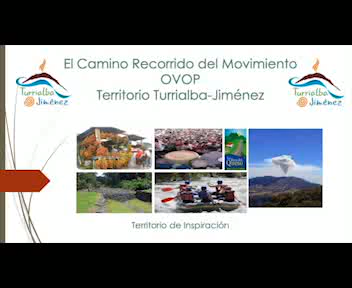 El Camino Recorrido del Movimiento
OVOP
Territorio Turrialba-Jiménez
Turrialba
@ Jiménez
Turrialba
@ Jiménez
Territorio de Inspiración